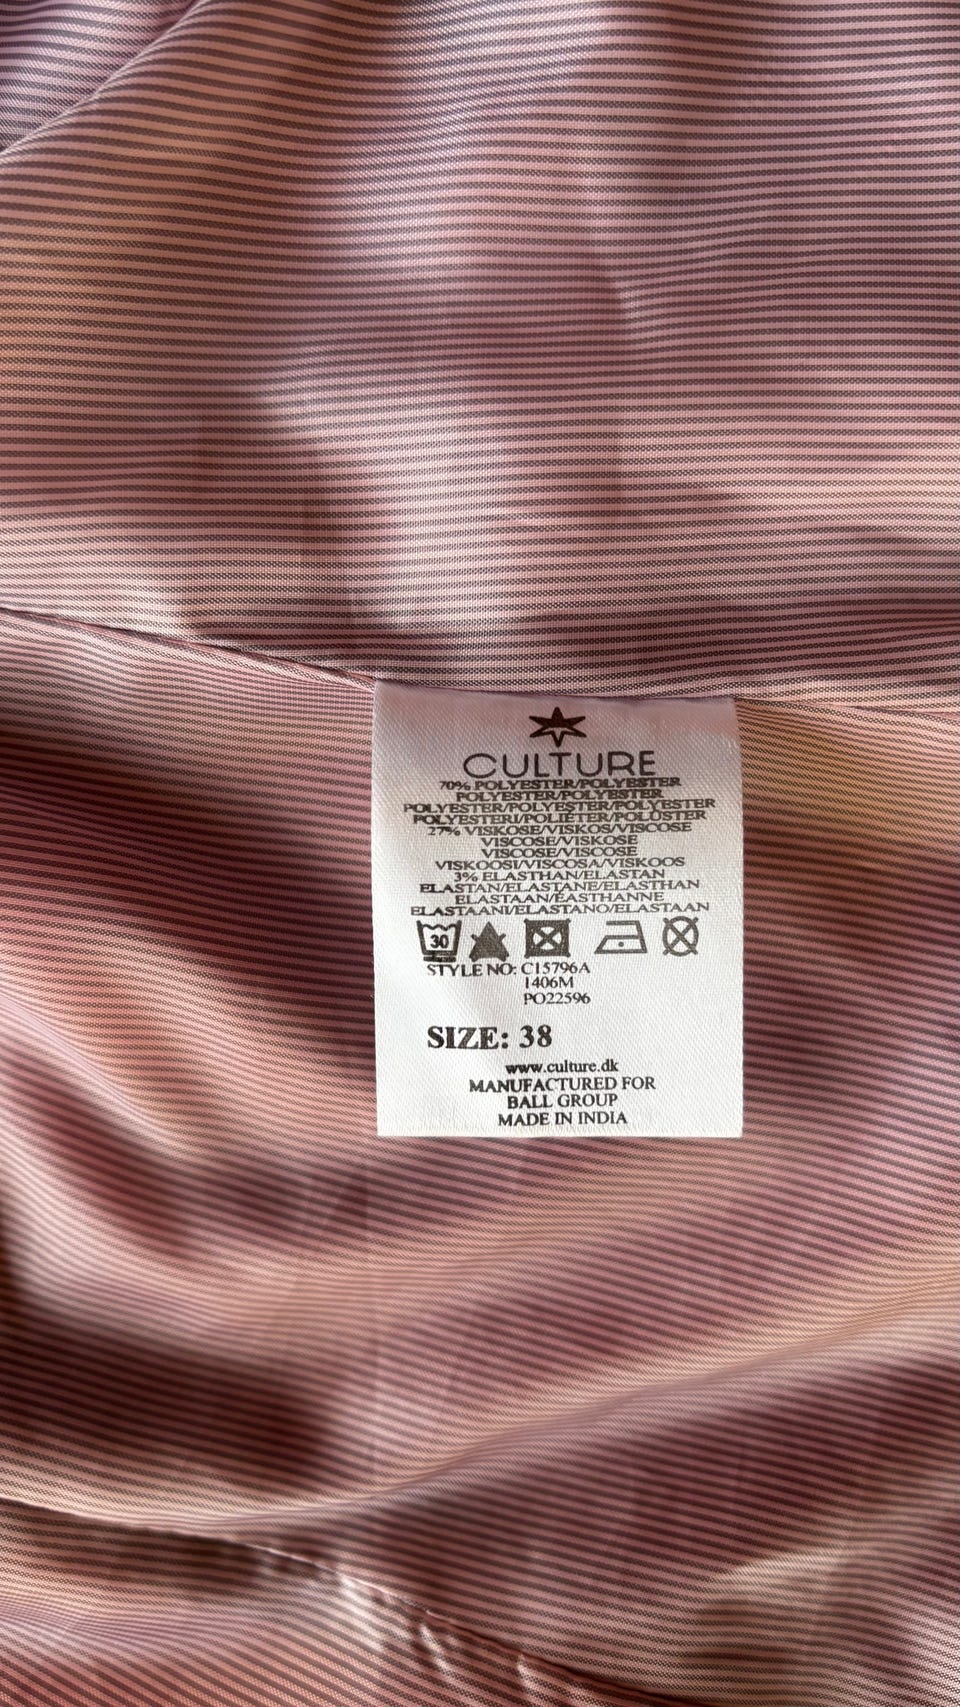 CULTURE
70% POLYESTER/POLYESTER
POLYESTER/POLYESTER
POLYESTER/POLYESTER/POLYESTER
POLYESTERI/POLIÉTER/POLÜSTER
27% VISKOSE/VISKOS/VISCOSE
VISCOSE/VISKOSE
VISCOSE/VISCOSE
VISKOOSI/VISCOSA/VISKOOS
3% ELASTHAN/ELASTAN
ELASTAN/ELASTANE/ELASTHAN
ELASTAAN/ÉASTHANNE
ELASTAANI/ELASTANO/ELASTAAN
30
STYLE NO: C15796A
1406M
PO22596
SIZE: 38
www.culture.dk
MANUFACTURED FOR
BALL GROUP
MADE IN INDIA